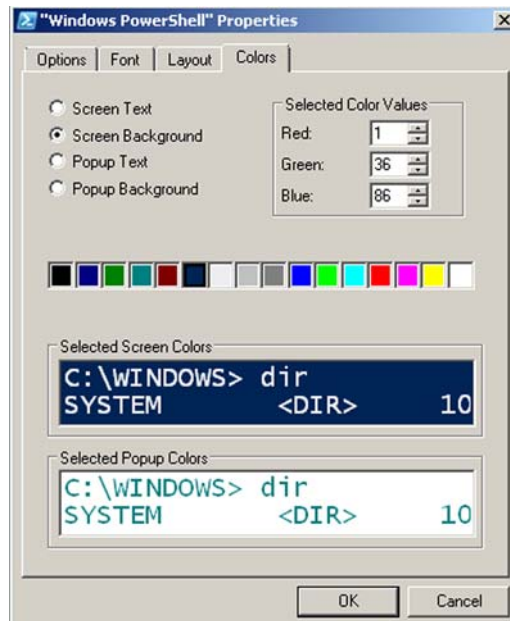 "Windows PowerShell" Properties
Options Font Layout Colors
Screen Text
Screen Background
Popup Text
Popup Background
Selected Color Values
Red: 1
Green: 36
Blue: 86
Selected Screen Colors
C:\WINDOWS> dir
SYSTEM <DIR> 10
Selected Popup Colors
C:\WINDOWS> dir
SYSTEM <DIR> 10
OK Cancel